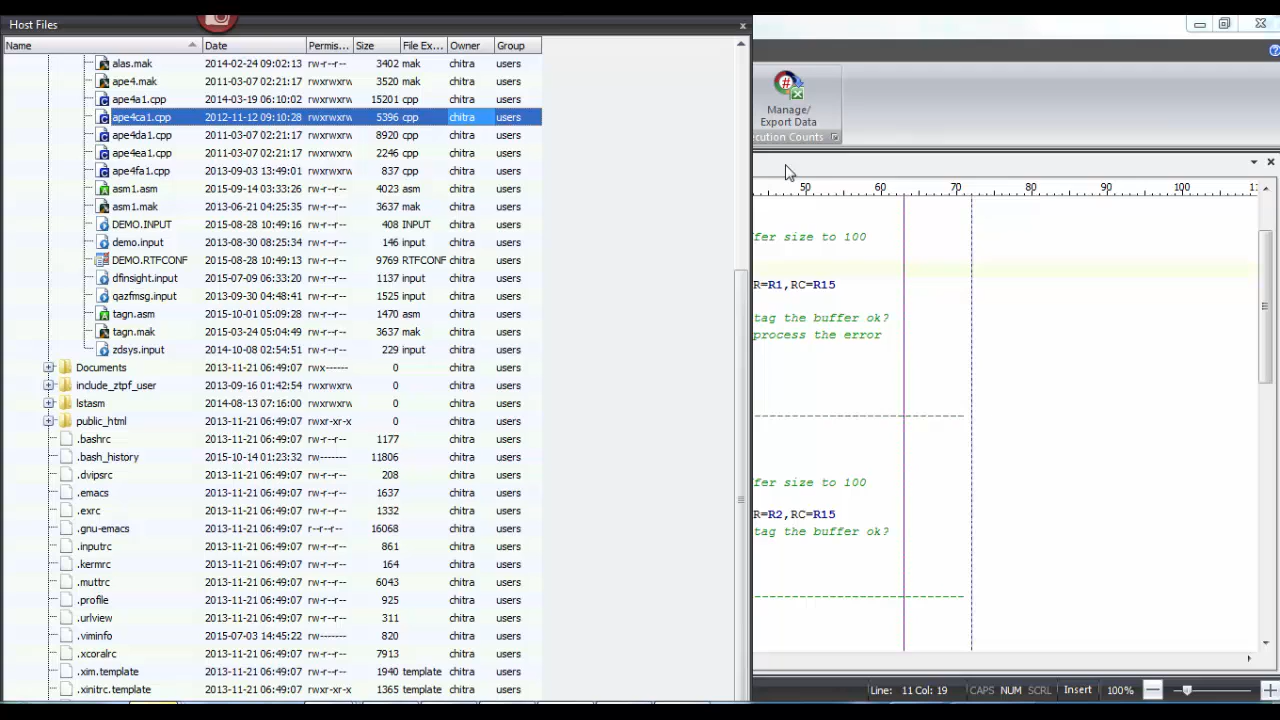 Host Files
Name Date Permis... Size File Ex... Owner Group
alas.mak 2014-02-24 09:02:13 rw-r--r-- 3402 mak chitra users
ape4.mak 2011-03-07 02:21:17 rwxrwxrw 3520 mak chitra users
ape4a1.cpp 2014-03-19 06:10:02 rwxrwxrw 15201 cpp chitra users
ape4ca1.cpp 2012-11-12 09:10:28 rwxrwxrw 5396 cpp chitra users
ape4da1.cpp 2011-03-07 02:21:17 rwxrwxrw 8920 cpp chitra users
ape4ea1.cpp 2011-03-07 02:21:17 rwxrwxrw 2246 cpp chitra users
ape4fa1.cpp 2013-09-03 13:49:01 rwxrwxrw 837 cpp chitra users
asm1.asm 2015-09-14 03:33:26 rw-r--r-- 4023 asm chitra users
asm1.mak 2013-06-21 04:25:35 rw-r--r-- 3637 mak chitra users
DEMO.INPUT 2015-08-28 10:49:16 rw-r--r-- 408 INPUT chitra users
demo.input 2013-08-30 08:25:34 rw-r--r-- 146 input chitra users
DEMO.RTFCONF 2015-08-28 10:49:13 rw-r--r-- 9769 RTFCONF chitra users
dfinsight.input 2015-07-09 06:33:20 rw-r--r-- 1137 input chitra users
qazfmsg.input 2013-09-30 04:48:41 rw-r--r-- 1525 input chitra users
tagn.asm 2015-10-01 05:09:28 rw-r--r-- 1470 asm chitra users
tagn.mak 2015-03-24 05:04:49 rw-r--r-- 3637 mak chitra users
zdsys.input 2014-10-08 02:54:51 rw-r--r-- 229 input chitra users
Documents 2013-11-21 06:49:07 rwx------ 0 chitra users
include_ztpf_user 2013-09-16 01:42:54 rwxrwxrw 0 chitra users
lstasm 2014-08-13 07:16:00 rwxrwxrw 0 chitra users
public_html 2013-11-21 06:49:07 rwxr-xr-x 0 chitra users
.bashrc 2013-11-21 06:49:07 rw-r--r-- 1177 chitra users
.bash_history 2015-10-14 01:23:32 rw------- 11806 chitra users
.dvipsrc 2013-11-21 06:49:07 rw-r--r-- 208 chitra users
.emacs 2013-11-21 06:49:07 rw-r--r-- 1637 chitra users
.exrc 2013-11-21 06:49:07 rw-r--r-- 1332 chitra users
.gnu-emacs 2013-11-21 06:49:07 r--r--r-- 16068 chitra users
.inputrc 2013-11-21 06:49:07 rw-r--r-- 861 chitra users
.kermrc 2013-11-21 06:49:07 rw-r--r-- 164 chitra users
.muttrc 2013-11-21 06:49:07 rw-r--r-- 6043 chitra users
.profile 2013-11-21 06:49:07 rw-r--r-- 925 chitra users
.urlview 2013-11-21 06:49:07 rw-r--r-- 311 chitra users
.viminfo 2015-07-03 14:45:22 rw------- 820 chitra users
.xcoralrc 2013-11-21 06:49:07 rw-r--r-- 7913 chitra users
.xim.template 2013-11-21 06:49:07 rw-r--r-- 1940 template chitra users
.xinitrc.template 2013-11-21 06:49:07 rwxr-xr-x 1365 template chitra users
Manage/
Export Data
cution Counts
50 60 70 80 90 100 11
fer size to 100
R=R1,RC=R15
tag the buffer ok?
process the error
fer size to 100
R=R2,RC=R15
tag the buffer ok?
Line: 11 Col: 19 CAPS NUM SCRL Insert 100%